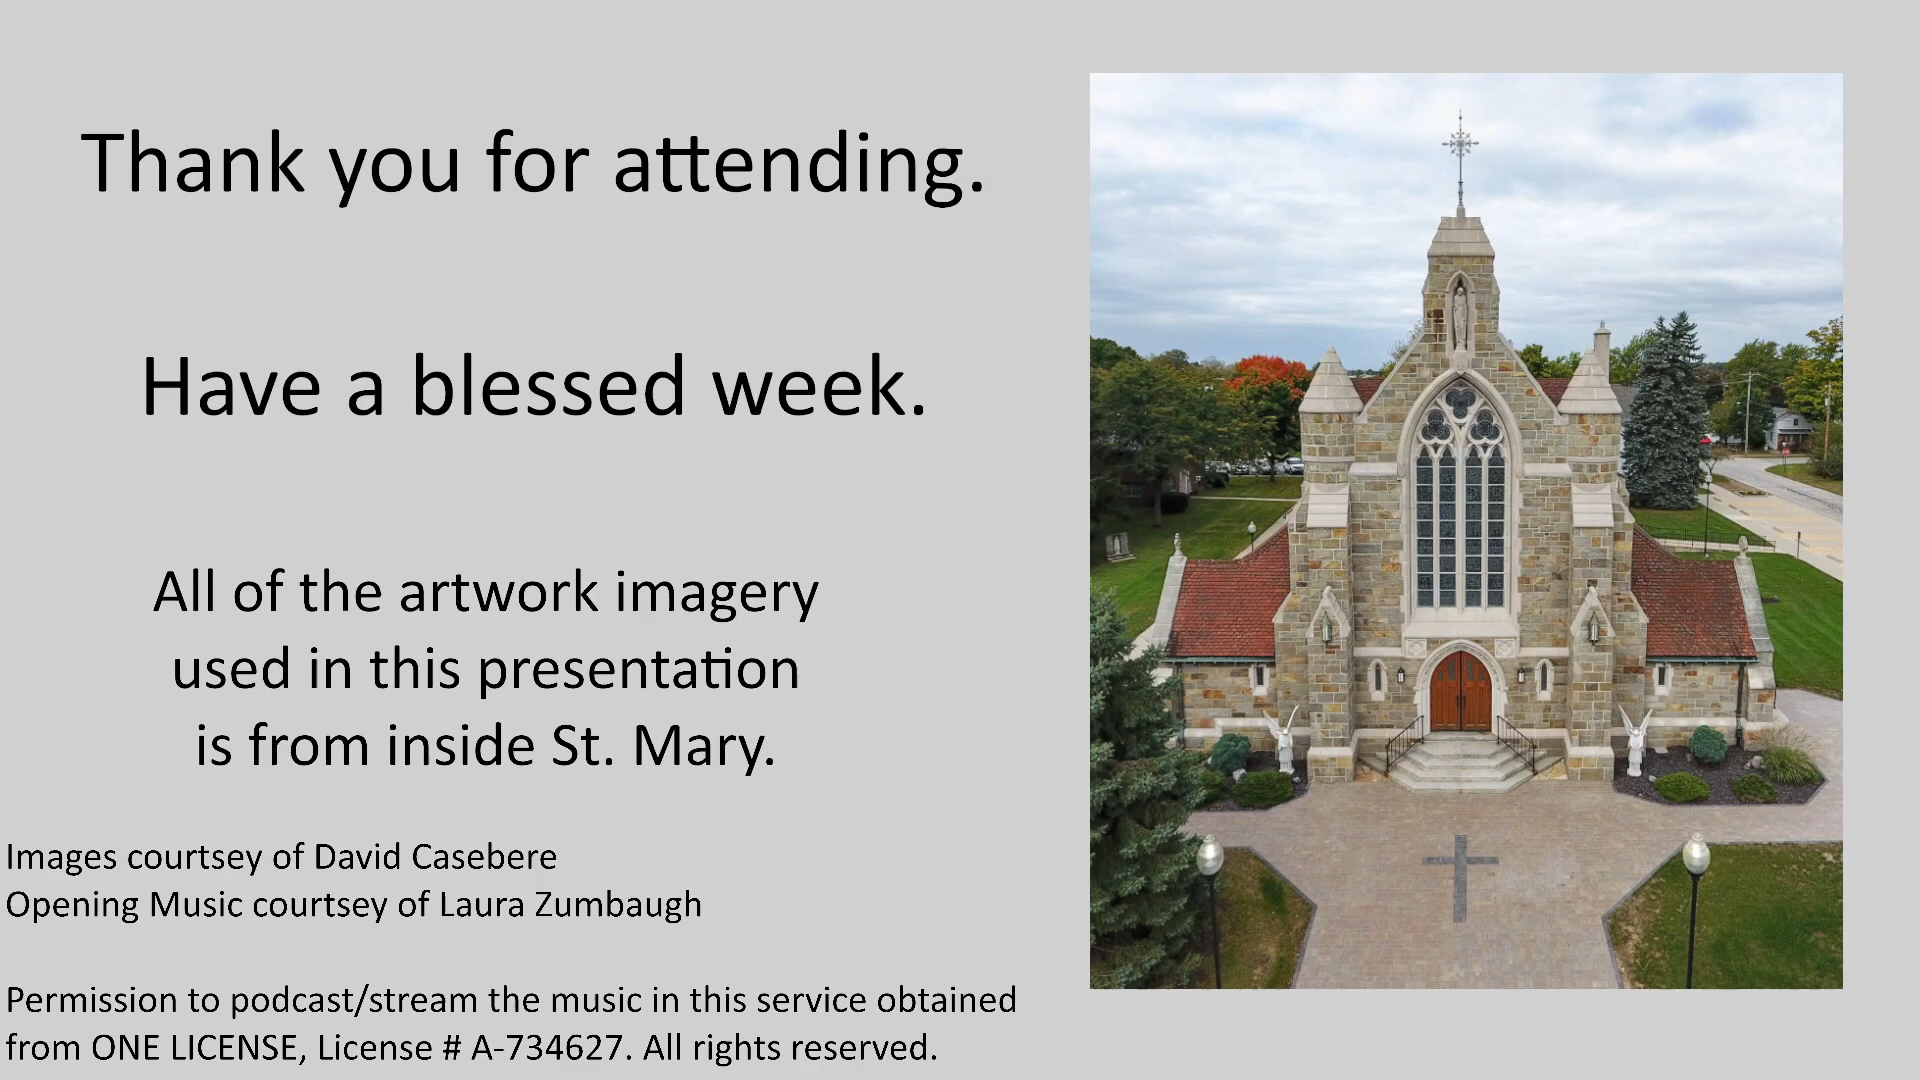 Thank you for attending.
Have a blessed week.
All of the artwork imagery
used in this presentation
is from inside St. Mary.
Images courtsey of David Casebere
Opening Music courtsey of Laura Zumbaugh
Permission to podcast/stream the music in this service obtained
from ONE LICENSE, License # A-734627. All rights reserved.